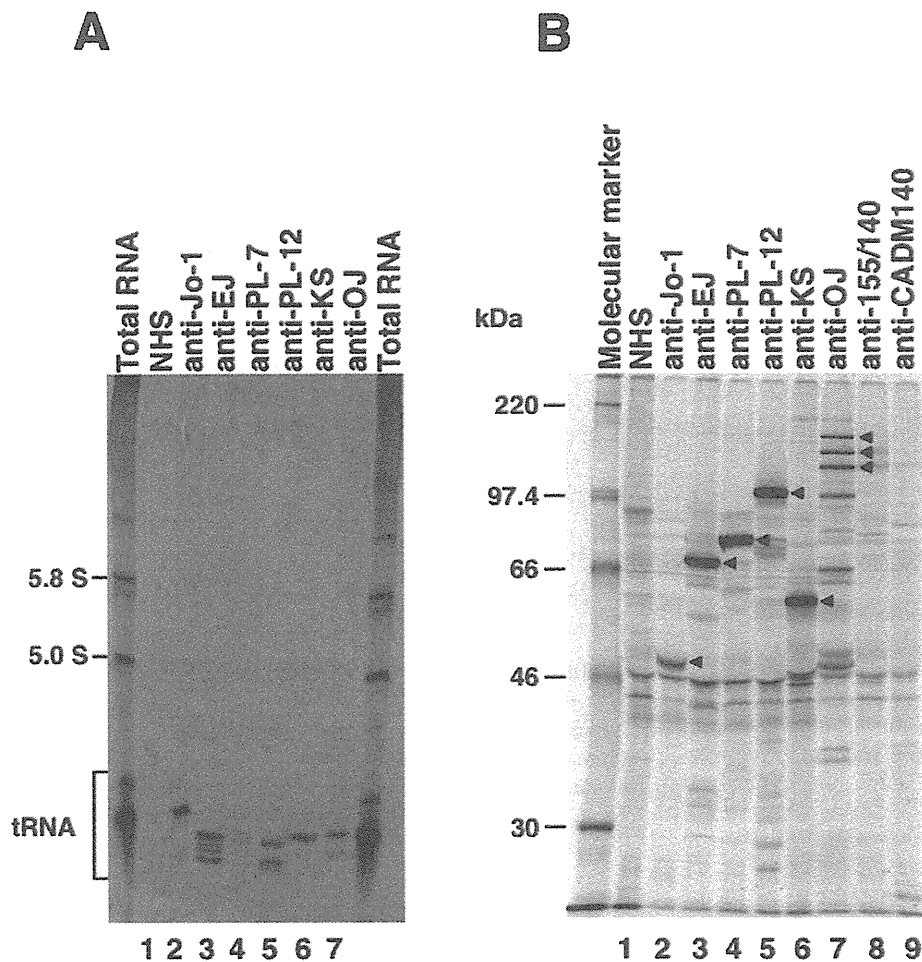 A
Total RNA
NHS
anti-Jo-1
anti-EJ
anti-PL-7
anti-PL-12
anti-KS
anti-OJ
Total RNA
5.8 S
5.0 S
tRNA
1 2 3 4 5 6 7
B
kDa
Molecular marker
NHS
anti-Jo-1
anti-EJ
anti-PL-7
anti-PL-12
anti-KS
anti-OJ
anti-155/140
anti-CADM140
220
97.4
66
46
30
1 2 3 4 5 6 7 8 9